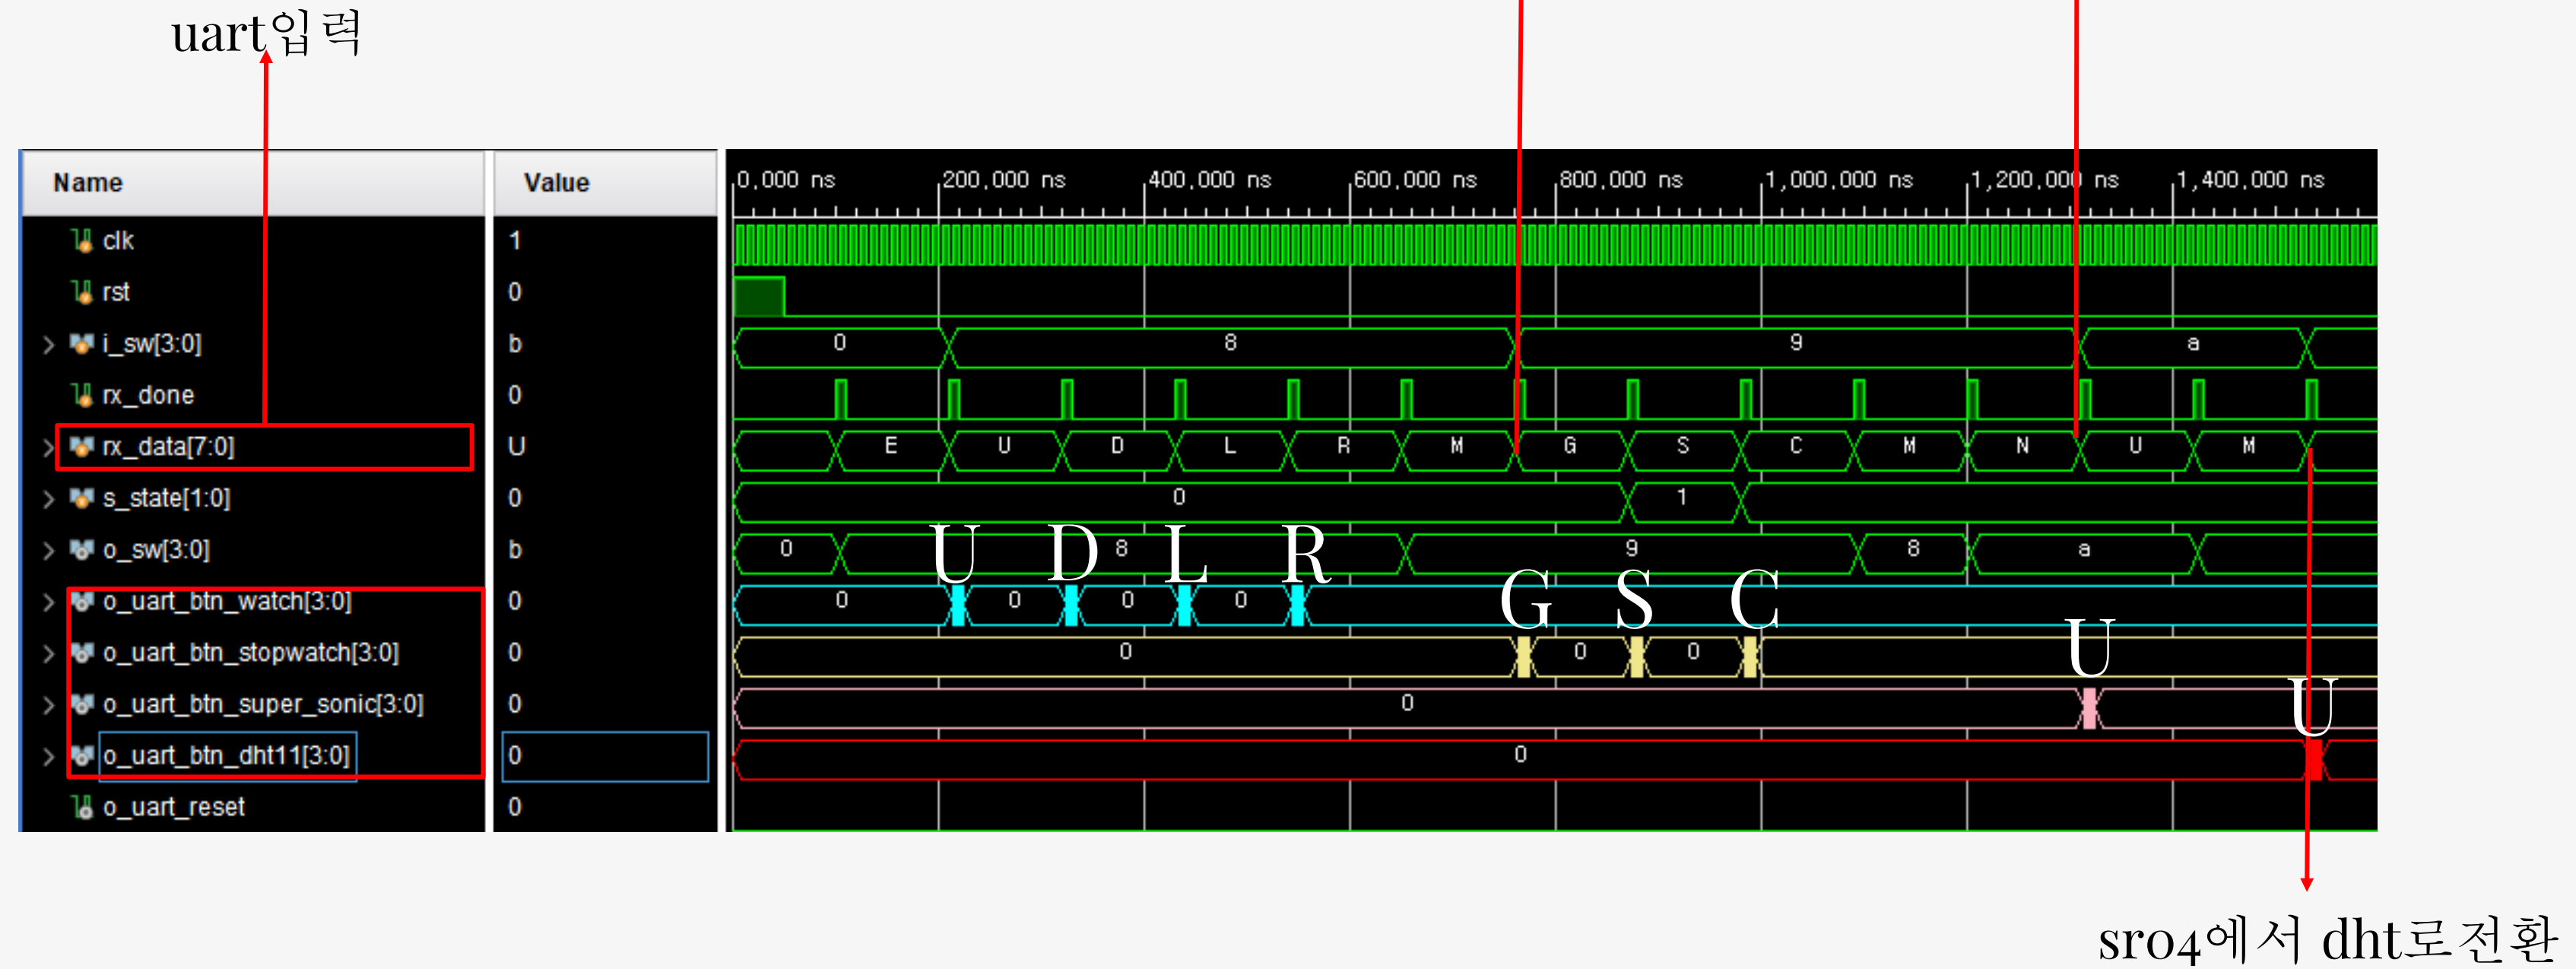 uart입력
Name Value 0,000 ns 200,000 ns 400,000 ns 600,000 ns 800,000 ns 1,000,000 ns 1,200,000 ns 1,400,000 ns
clk 1
rst 0
i_sw[3:0] b 0 8 9 a
rx_done 0
rx_data[7:0] U E U D L R M G S C M N U M
s_state[1:0] 0 0 1
o_sw[3:0] b 0 8 9 8 a
U D L R
o_uart_btn_watch[3:0] 0 0 0 0 0
G S C
o_uart_btn_stopwatch[3:0] 0 0 0 0
U
o_uart_btn_super_sonic[3:0] 0 0
U
o_uart_btn_dht11[3:0] 0 0
o_uart_reset 0
sr04에서 dht로전환